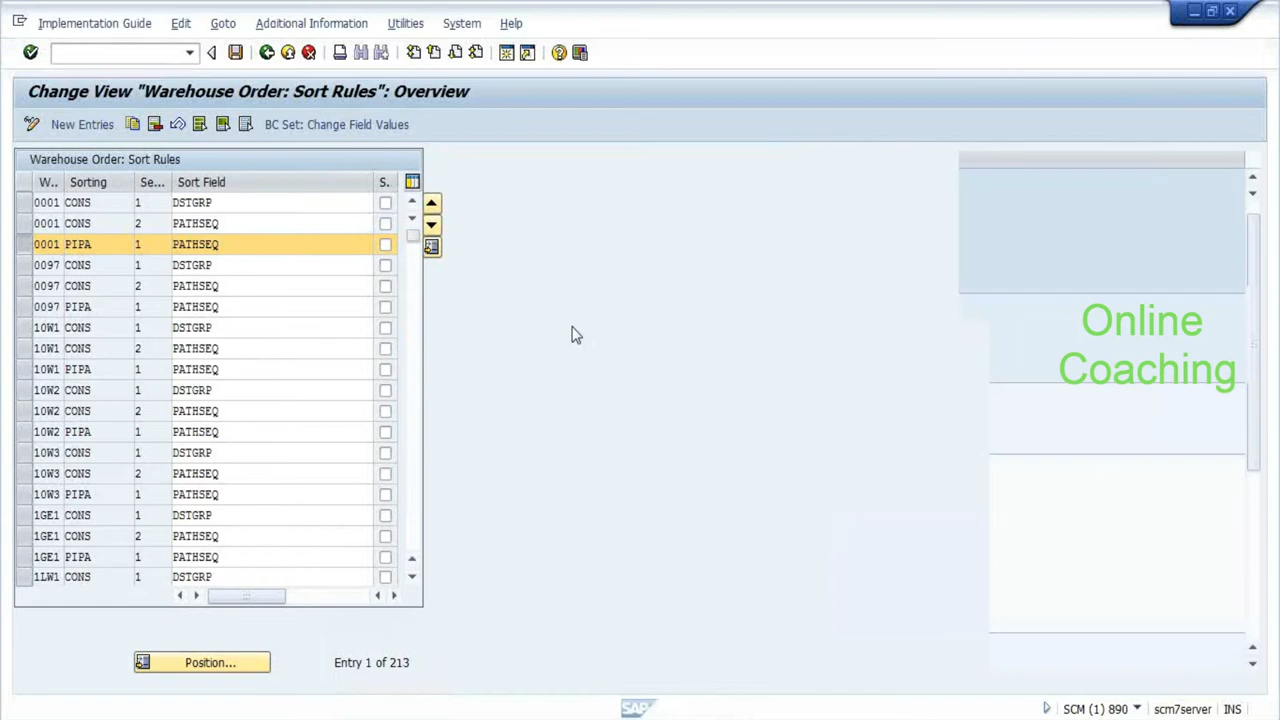 Implementation Guide Edit Goto Additional Information Utilities System Help
Change View "Warehouse Order: Sort Rules": Overview
New Entries BC Set: Change Field Values
Warehouse Order: Sort Rules
W.. Sorting Se... Sort Field S.
0001 CONS 1 DSTGRP
0001 CONS 2 PATHSEQ
0001 PIPA 1 PATHSEQ
0097 CONS 1 DSTGRP
0097 CONS 2 PATHSEQ
0097 PIPA 1 PATHSEQ
10W1 CONS 1 DSTGRP
10W1 CONS 2 PATHSEQ
10W1 PIPA 1 PATHSEQ
10W2 CONS 1 DSTGRP
10W2 CONS 2 PATHSEQ
10W2 PIPA 1 PATHSEQ
10W3 CONS 1 DSTGRP
10W3 CONS 2 PATHSEQ
10W3 PIPA 1 PATHSEQ
1GE1 CONS 1 DSTGRP
1GE1 CONS 2 PATHSEQ
1GE1 PIPA 1 PATHSEQ
1LW1 CONS 1 DSTGRP
Online
Coaching
Position... Entry 1 of 213
SAP SCM (1) 890 scm7server INS